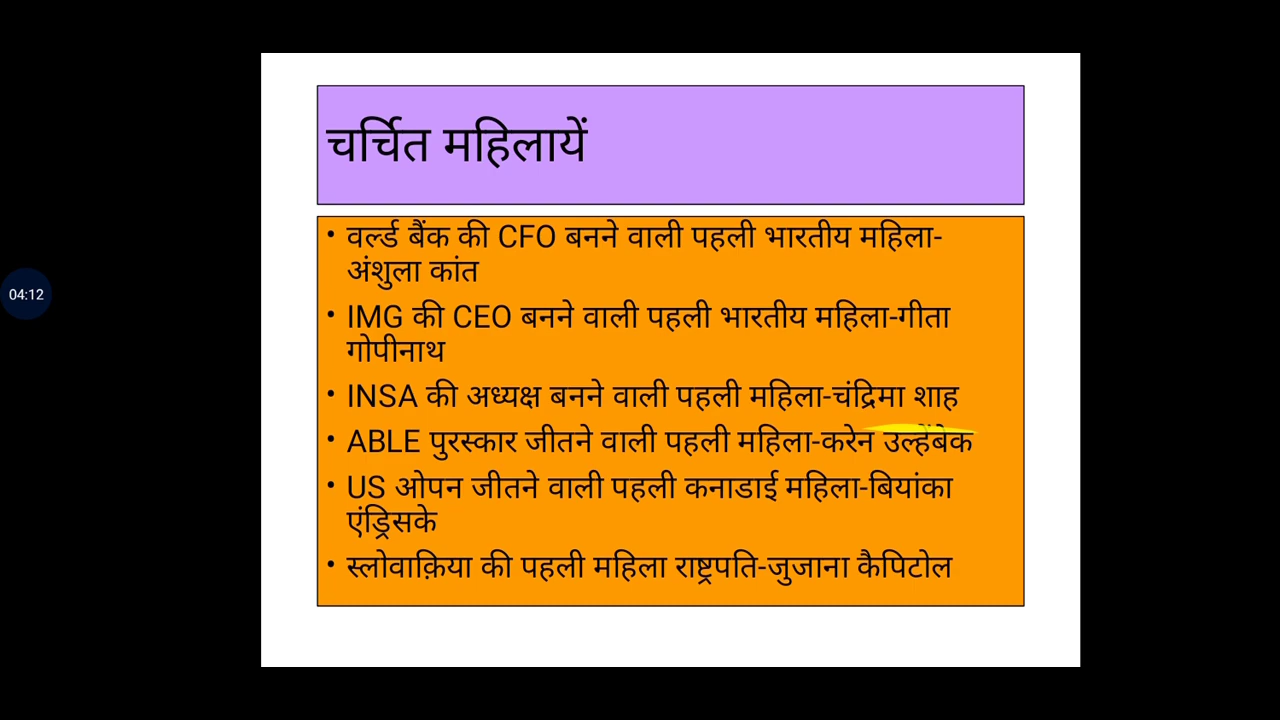 चर्चित महिलायें
• वर्ल्ड बैंक की CFO बनने वाली पहली भारतीय महिला-
अंशुला कांत
• IMG की CEO बनने वाली पहली भारतीय महिला-गीता
गोपीनाथ
• INSA की अध्यक्ष बनने वाली पहली महिला-चंद्रिमा शाह
04:12
• ABLE पुरस्कार जीतने वाली पहली महिला-करेन उल्हेंबेक
• US ओपन जीतने वाली पहली कनाडाई महिला-बियांका
एंड्रिसके
• स्लोवाक़िया की पहली महिला राष्ट्रपति-जुजाना कैपिटोल